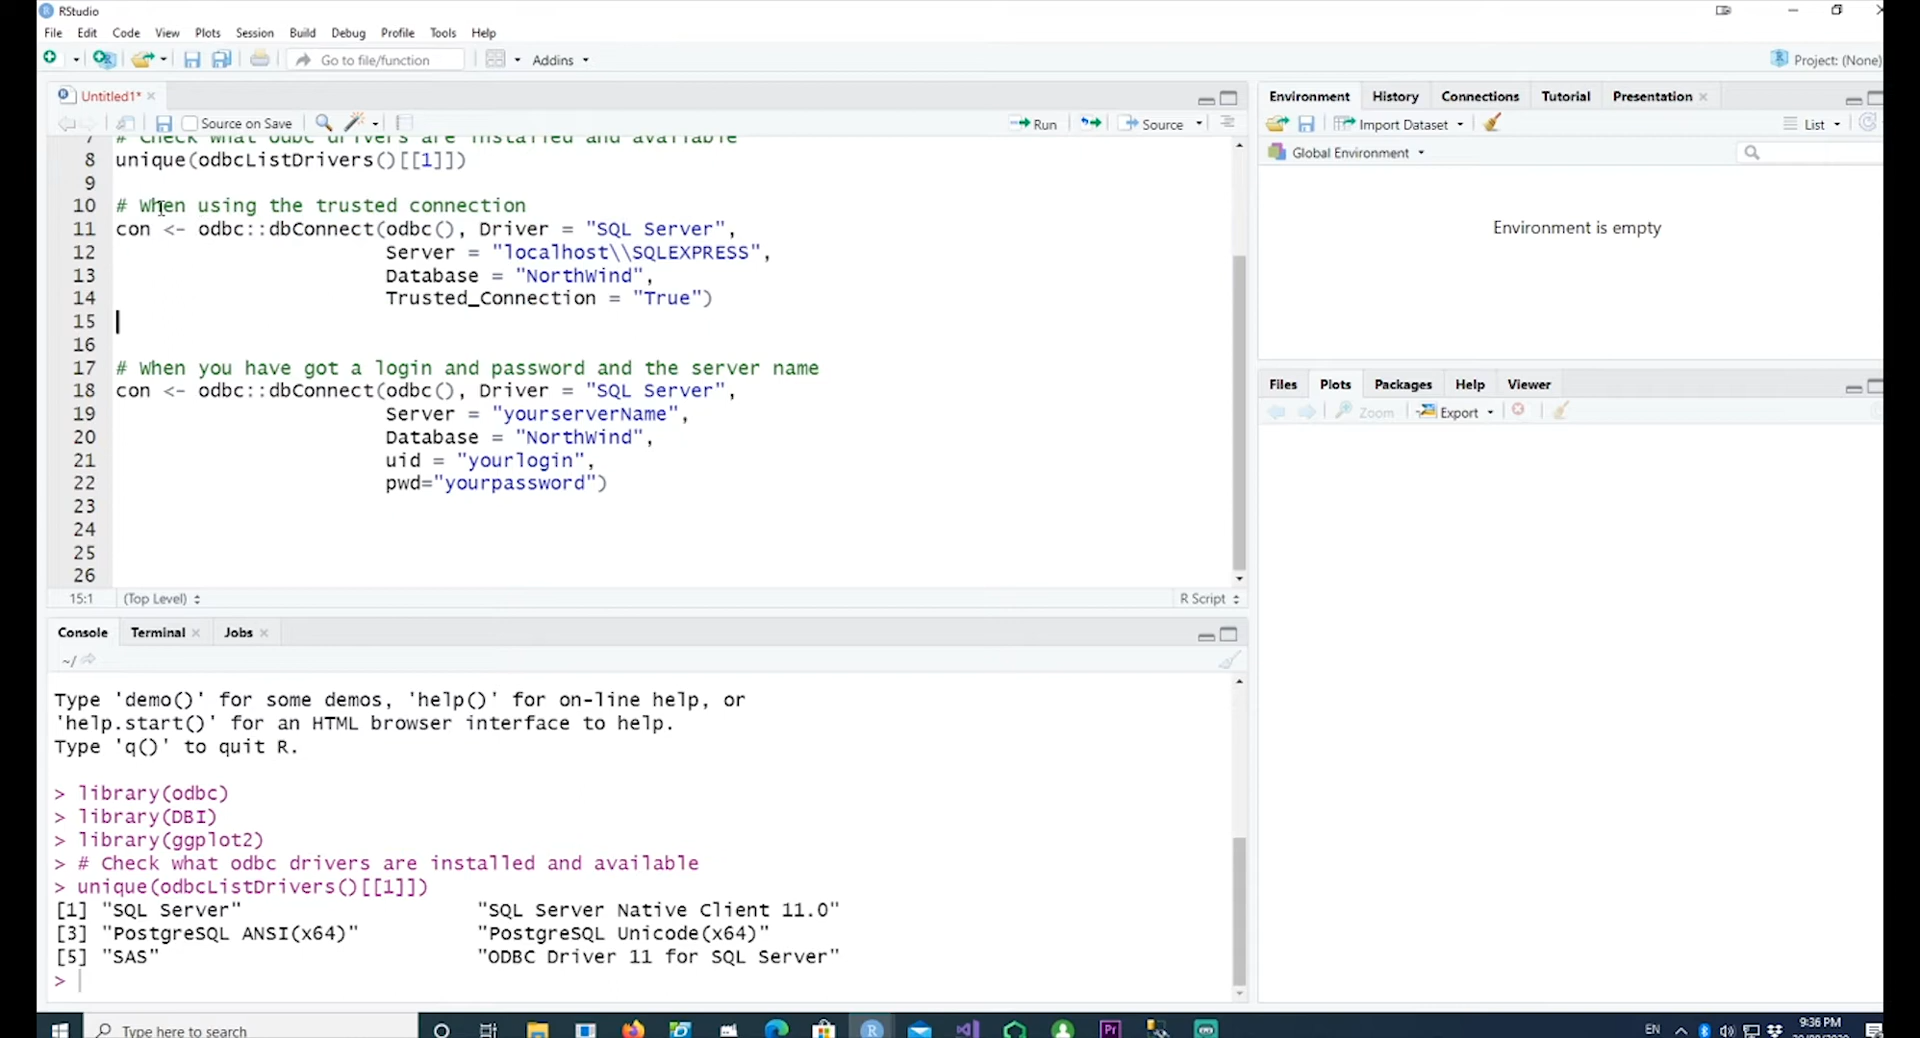 RStudio
File Edit Code View Plots Session Build Debug Profile Tools Help
Go to file/function Addins Project: (None)
Untitled1*
Source on Save Run Source
7 # Check what odbc drivers are installed and available
8 unique(odbcListDrivers()[[1]])
9
10 # When using the trusted connection
11 con <- odbc::dbConnect(odbc(), Driver = "SQL Server",
12 Server = "localhost\\SQLEXPRESS",
13 Database = "NorthWind",
14 Trusted_Connection = "True")
15
16
17 # When you have got a login and password and the server name
18 con <- odbc::dbConnect(odbc(), Driver = "SQL Server",
19 Server = "yourserverName",
20 Database = "NorthWind",
21 uid = "yourlogin",
22 pwd="yourpassword")
23
24
25
26
15:1 (Top Level) R Script
Console Terminal Jobs
~/
Type 'demo()' for some demos, 'help()' for on-line help, or
'help.start()' for an HTML browser interface to help.
Type 'q()' to quit R.
> library(odbc)
> library(DBI)
> library(ggplot2)
> # Check what odbc drivers are installed and available
> unique(odbcListDrivers()[[1]])
[1] "SQL Server" "SQL Server Native Client 11.0"
[3] "PostgreSQL ANSI(x64)" "PostgreSQL Unicode(x64)"
[5] "SAS" "ODBC Driver 11 for SQL Server"
>
Environment History Connections Tutorial Presentation
Import Dataset List
Global Environment
Environment is empty
Files Plots Packages Help Viewer
Zoom Export
Type here to search
R
Pr
EN
9:36 PM